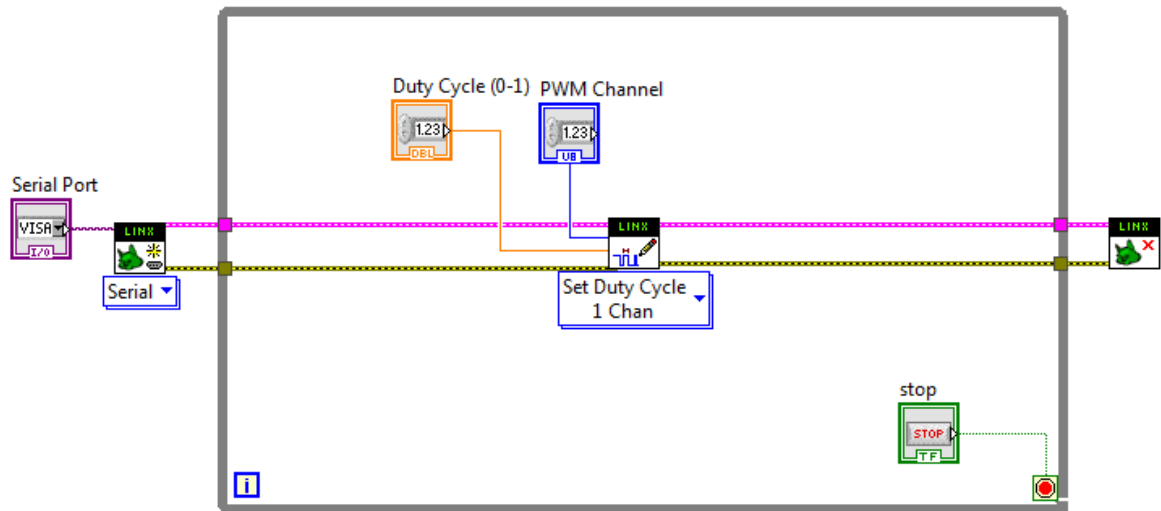 Duty Cycle (0-1)
PWM Channel
1.23
DBL
1.23
U8
Serial Port
VISA
I/O
LINX
Serial
LINX
Set Duty Cycle
1 Chan
LINX
stop
STOP
TF
i